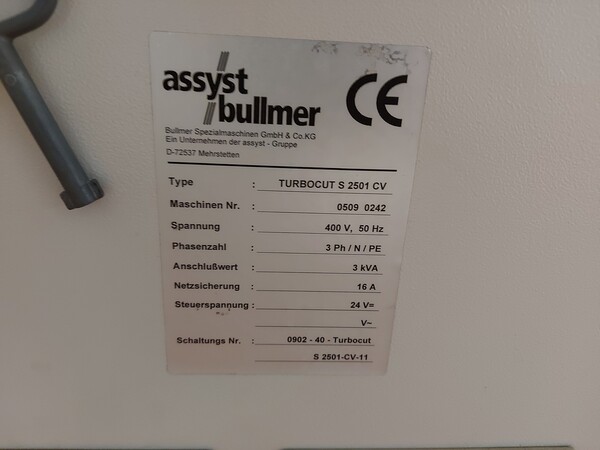 assyst
bullmer
CE
Bullmer Spezialmaschinen GmbH & Co.KG
Ein Unternehmen der assyst - Gruppe
D-72537 Mehrstetten
Type : TURBOCUT S 2501 CV
Maschinen Nr. : 0509 0242
Spannung : 400 V, 50 Hz
Phasenzahl : 3 Ph / N / PE
Anschlußwert : 3 kVA
Netzsicherung : 16 A
Steuerspannung : 24 V=
: V~
Schaltungs Nr. : 0902 - 40 - Turbocut
S 2501-CV-11